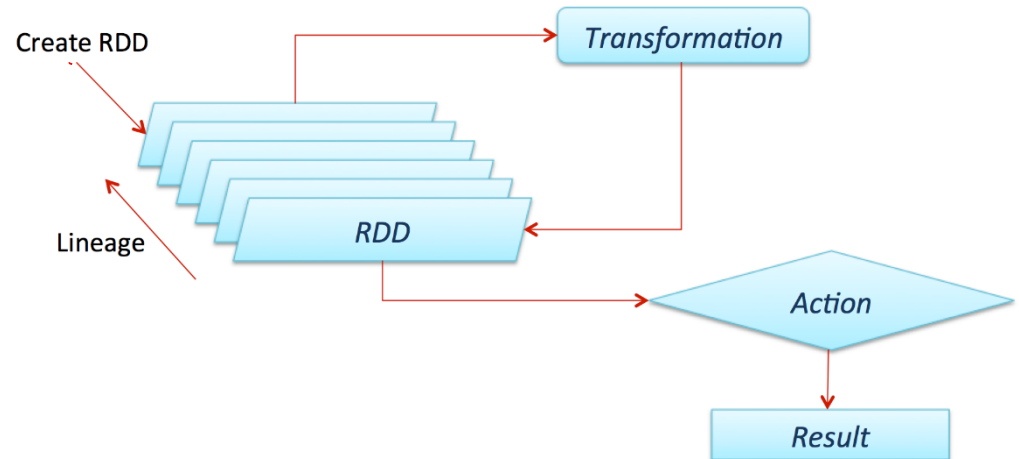 Transformation
Create RDD
RDD
Lineage
Action
Result